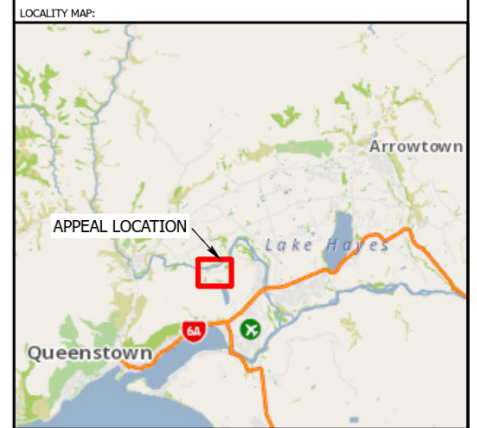 LOCALITY MAP:
Arrowtown
APPEAL LOCATION
Lake Hayes
6A
Queenstown